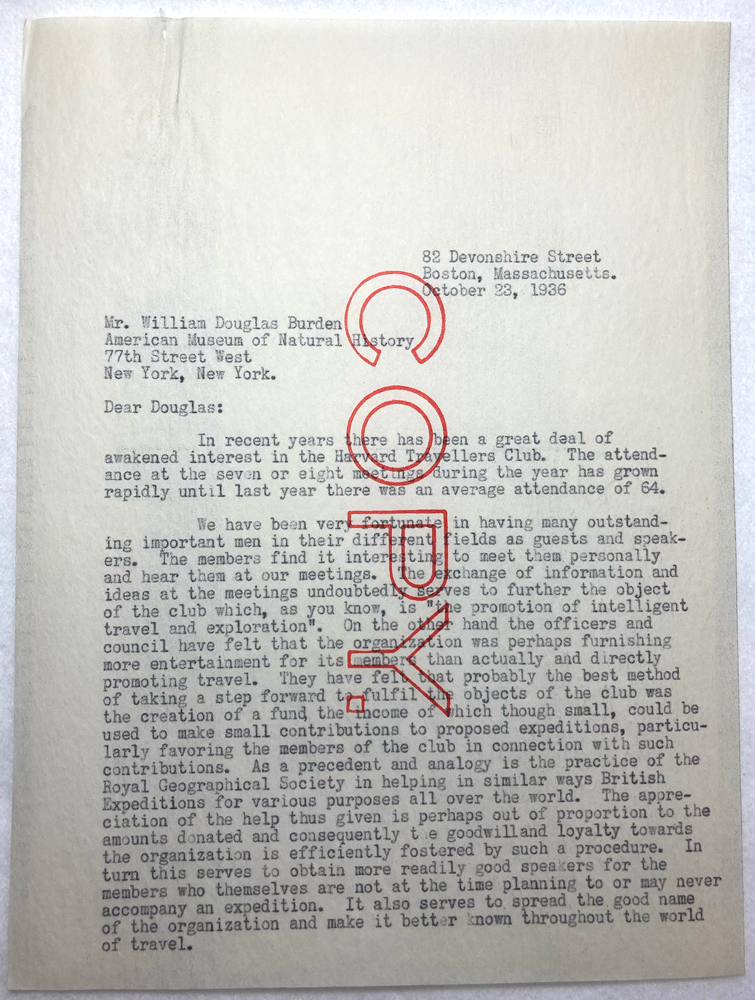 82 Devonshire Street
Boston, Massachusetts.
October 23, 1936
Mr. William Douglas Burden
American Museum of Natural History
77th Street West
New York, New York.
Dear Douglas:
In recent years there has been a great deal of
awakened interest in the Harvard Travellers Club. The attend-
ance at the seven or eight meetings during the year has grown
rapidly until last year there was an average attendance of 64.
We have been very fortunate in having many outstand-
ing important men in their different fields as guests and speak-
ers. The members find it interesting to meet them personally
and hear them at our meetings. The exchange of information and
ideas at the meetings undoubtedly serves to further the object
of the club which, as you know, is "the promotion of intelligent
travel and exploration". On the other hand the officers and
council have felt that the organization was perhaps furnishing
more entertainment for its members than actually and directly
promoting travel. They have felt that probably the best method
of taking a step forward to fulfil the objects of the club was
the creation of a fund, the income of which though small, could be
used to make small contributions to proposed expeditions, particu-
larly favoring the members of the club in connection with such
contributions. As a precedent and analogy is the practice of the
Royal Geographical Society in helping in similar ways British
Expeditions for various purposes all over the world. The appre-
ciation of the help thus given is perhaps out of proportion to the
amounts donated and consequently the goodwill and loyalty towards
the organization is efficiently fostered by such a procedure. In
turn this serves to obtain more readily good speakers for the
members who themselves are not at the time planning to or may never
accompany an expedition. It also serves to spread the good name
of the organization and make it better known throughout the world
of travel.
COPY.